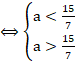 ⇔ { a < 15/7
a > 15/7